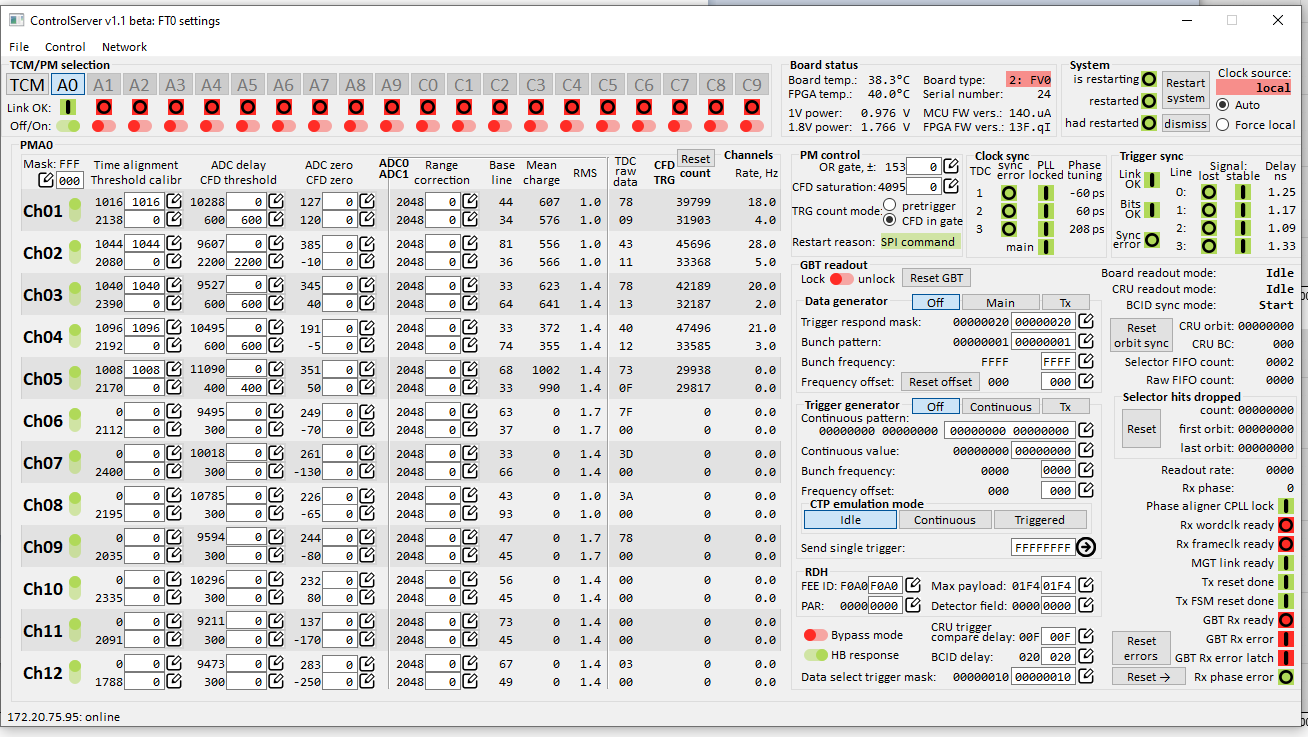 ControlServer v1.1 beta: FT0 settings
File Control Network
TCM/PM selection
TCM A0 A1 A2 A3 A4 A5 A6 A7 A8 A9 C0 C1 C2 C3 C4 C5 C6 C7 C8 C9
Link OK:
Off/On:
Board status
Board temp.: 38.3°C Board type: 2: FV0
FPGA temp.: 40.0°C Serial number: 24
1V power: 0.976 V MCU FW vers.: 140.uA
1.8V power: 1.766 V FPGA FW vers.: 13F.qI
System
is restarting Restart system
restarted
had restarted dismiss
Clock source:
local
Auto
Force local
PMA0
Mask: FFF 000
Time alignment ADC delay ADC zero ADC0 Range Base Mean RMS TDC CFD Reset Channels
Threshold calibr CFD threshold CFD zero ADC1 correction line charge raw data TRG count Rate, Hz
Ch01 1016 1016 10288 0 127 0 2048 0 44 607 1.0 78 39799 18.0
2138 600 600 120 0 2048 0 34 576 1.0 09 31903 4.0
Ch02 1044 1044 9607 0 385 0 2048 0 81 556 1.0 43 45696 28.0
2080 2200 2200 -10 0 2048 0 36 566 1.0 11 33368 5.0
Ch03 1040 1040 9527 0 345 0 2048 0 33 623 1.4 78 42189 20.0
2390 600 600 40 0 2048 0 64 641 1.4 13 32187 2.0
Ch04 1096 1096 10495 0 191 0 2048 0 33 372 1.4 40 47496 21.0
2192 600 600 -5 0 2048 0 74 355 1.4 12 33585 3.0
Ch05 1008 1008 11090 0 351 0 2048 0 68 1002 1.4 73 29938 0.0
2170 400 400 50 0 2048 0 33 990 1.4 0F 29817 0.0
Ch06 0 0 9495 0 249 0 2048 0 63 0 1.7 7F 0 0.0
2112 300 0 -70 0 2048 0 37 0 1.7 00 0 0.0
Ch07 0 0 10018 0 261 0 2048 0 33 0 1.4 3D 0 0.0
2400 300 0 -130 0 2048 0 66 0 1.4 00 0 0.0
Ch08 0 0 10785 0 226 0 2048 0 43 0 1.0 3A 0 0.0
2195 300 0 -65 0 2048 0 93 0 1.0 00 0 0.0
Ch09 0 0 9594 0 244 0 2048 0 47 0 1.7 78 0 0.0
2035 300 0 -80 0 2048 0 45 0 1.7 00 0 0.0
Ch10 0 0 10296 0 232 0 2048 0 56 0 1.4 00 0 0.0
2335 300 0 80 0 2048 0 45 0 1.4 00 0 0.0
Ch11 0 0 9211 0 137 0 2048 0 73 0 1.4 00 0 0.0
2091 300 0 -170 0 2048 0 45 0 1.4 00 0 0.0
Ch12 0 0 9473 0 283 0 2048 0 67 0 1.4 03 0 0.0
1788 300 0 -250 0 2048 0 49 0 1.4 00 0 0.0
PM control
OR gate, ±: 153 0
CFD saturation: 4095 0
TRG count mode: pretrigger
CFD in gate
Restart reason: SPI command
Clock sync
TDC sync error PLL locked Phase tuning
1 -60 ps
2 60 ps
3 208 ps
main
Trigger sync
Link OK
Bits OK
Sync error
Line Signal: lost stable Delay ns
0: 1.25
1: 1.17
2: 1.09
3: 1.33
GBT readout
Lock unlock Reset GBT
Data generator Off Main Tx
Trigger respond mask: 00000020 00000020
Bunch pattern: 00000001 00000001
Bunch frequency: FFFF FFFF
Frequency offset: Reset offset 000 000
Trigger generator Off Continuous Tx
Continuous pattern:
00000000 00000000 00000000 00000000
Continuous value: 00000000 00000000
Bunch frequency: 0000 0000
Frequency offset: 000 000
CTP emulation mode
Idle Continuous Triggered
Send single trigger: FFFFFFFF
RDH
FEE ID: F0A0 F0A0 Max payload: 01F4 01F4
PAR: 0000 0000 Detector field: 0000 0000
Bypass mode CRU trigger compare delay: 00F 00F
HB response BCID delay: 020 020
Data select trigger mask: 00000010 00000010
Board readout mode: Idle
CRU readout mode: Idle
BCID sync mode: Start
Reset orbit sync
CRU orbit: 00000000
CRU BC: 000
Selector FIFO count: 0002
Raw FIFO count: 0000
Selector hits dropped
Reset
count: 00000000
first orbit: 00000000
last orbit: 00000000
Readout rate: 0000
Rx phase: 0
Phase aligner CPLL lock
Rx wordclk ready
Rx frameclk ready
MGT link ready
Tx reset done
Tx FSM reset done
GBT Rx ready
Reset errors
GBT Rx error
GBT Rx error latch
Reset → Rx phase error
172.20.75.95: online